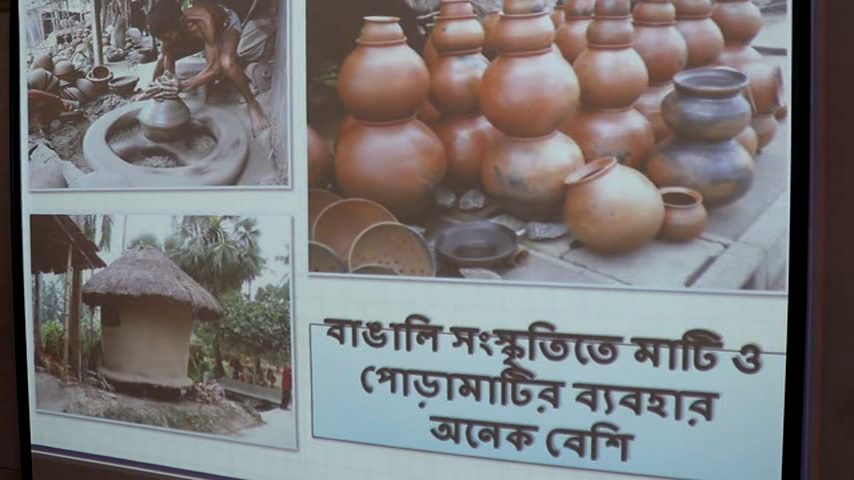 বাঙালি সংস্কৃতিতে মাটি ও
পোড়ামাটির ব্যবহার
অনেক বেশি